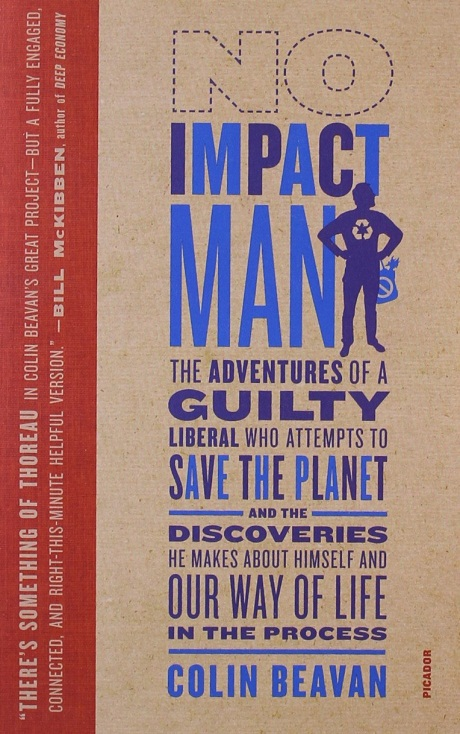 "THERE'S SOMETHING OF THOREAU IN COLIN BEAVAN'S GREAT PROJECT—BUT A FULLY ENGAGED,
CONNECTED, AND RIGHT-THIS-MINUTE HELPFUL VERSION." —BILL McKIBBEN, author of DEEP ECONOMY
NO
IMPACT
MAN
THE ADVENTURES OF A
GUILTY
LIBERAL WHO ATTEMPTS TO
SAVE THE PLANET
AND THE
DISCOVERIES
HE MAKES ABOUT HIMSELF AND
OUR WAY OF LIFE
IN THE PROCESS
COLIN BEAVAN
PICADOR